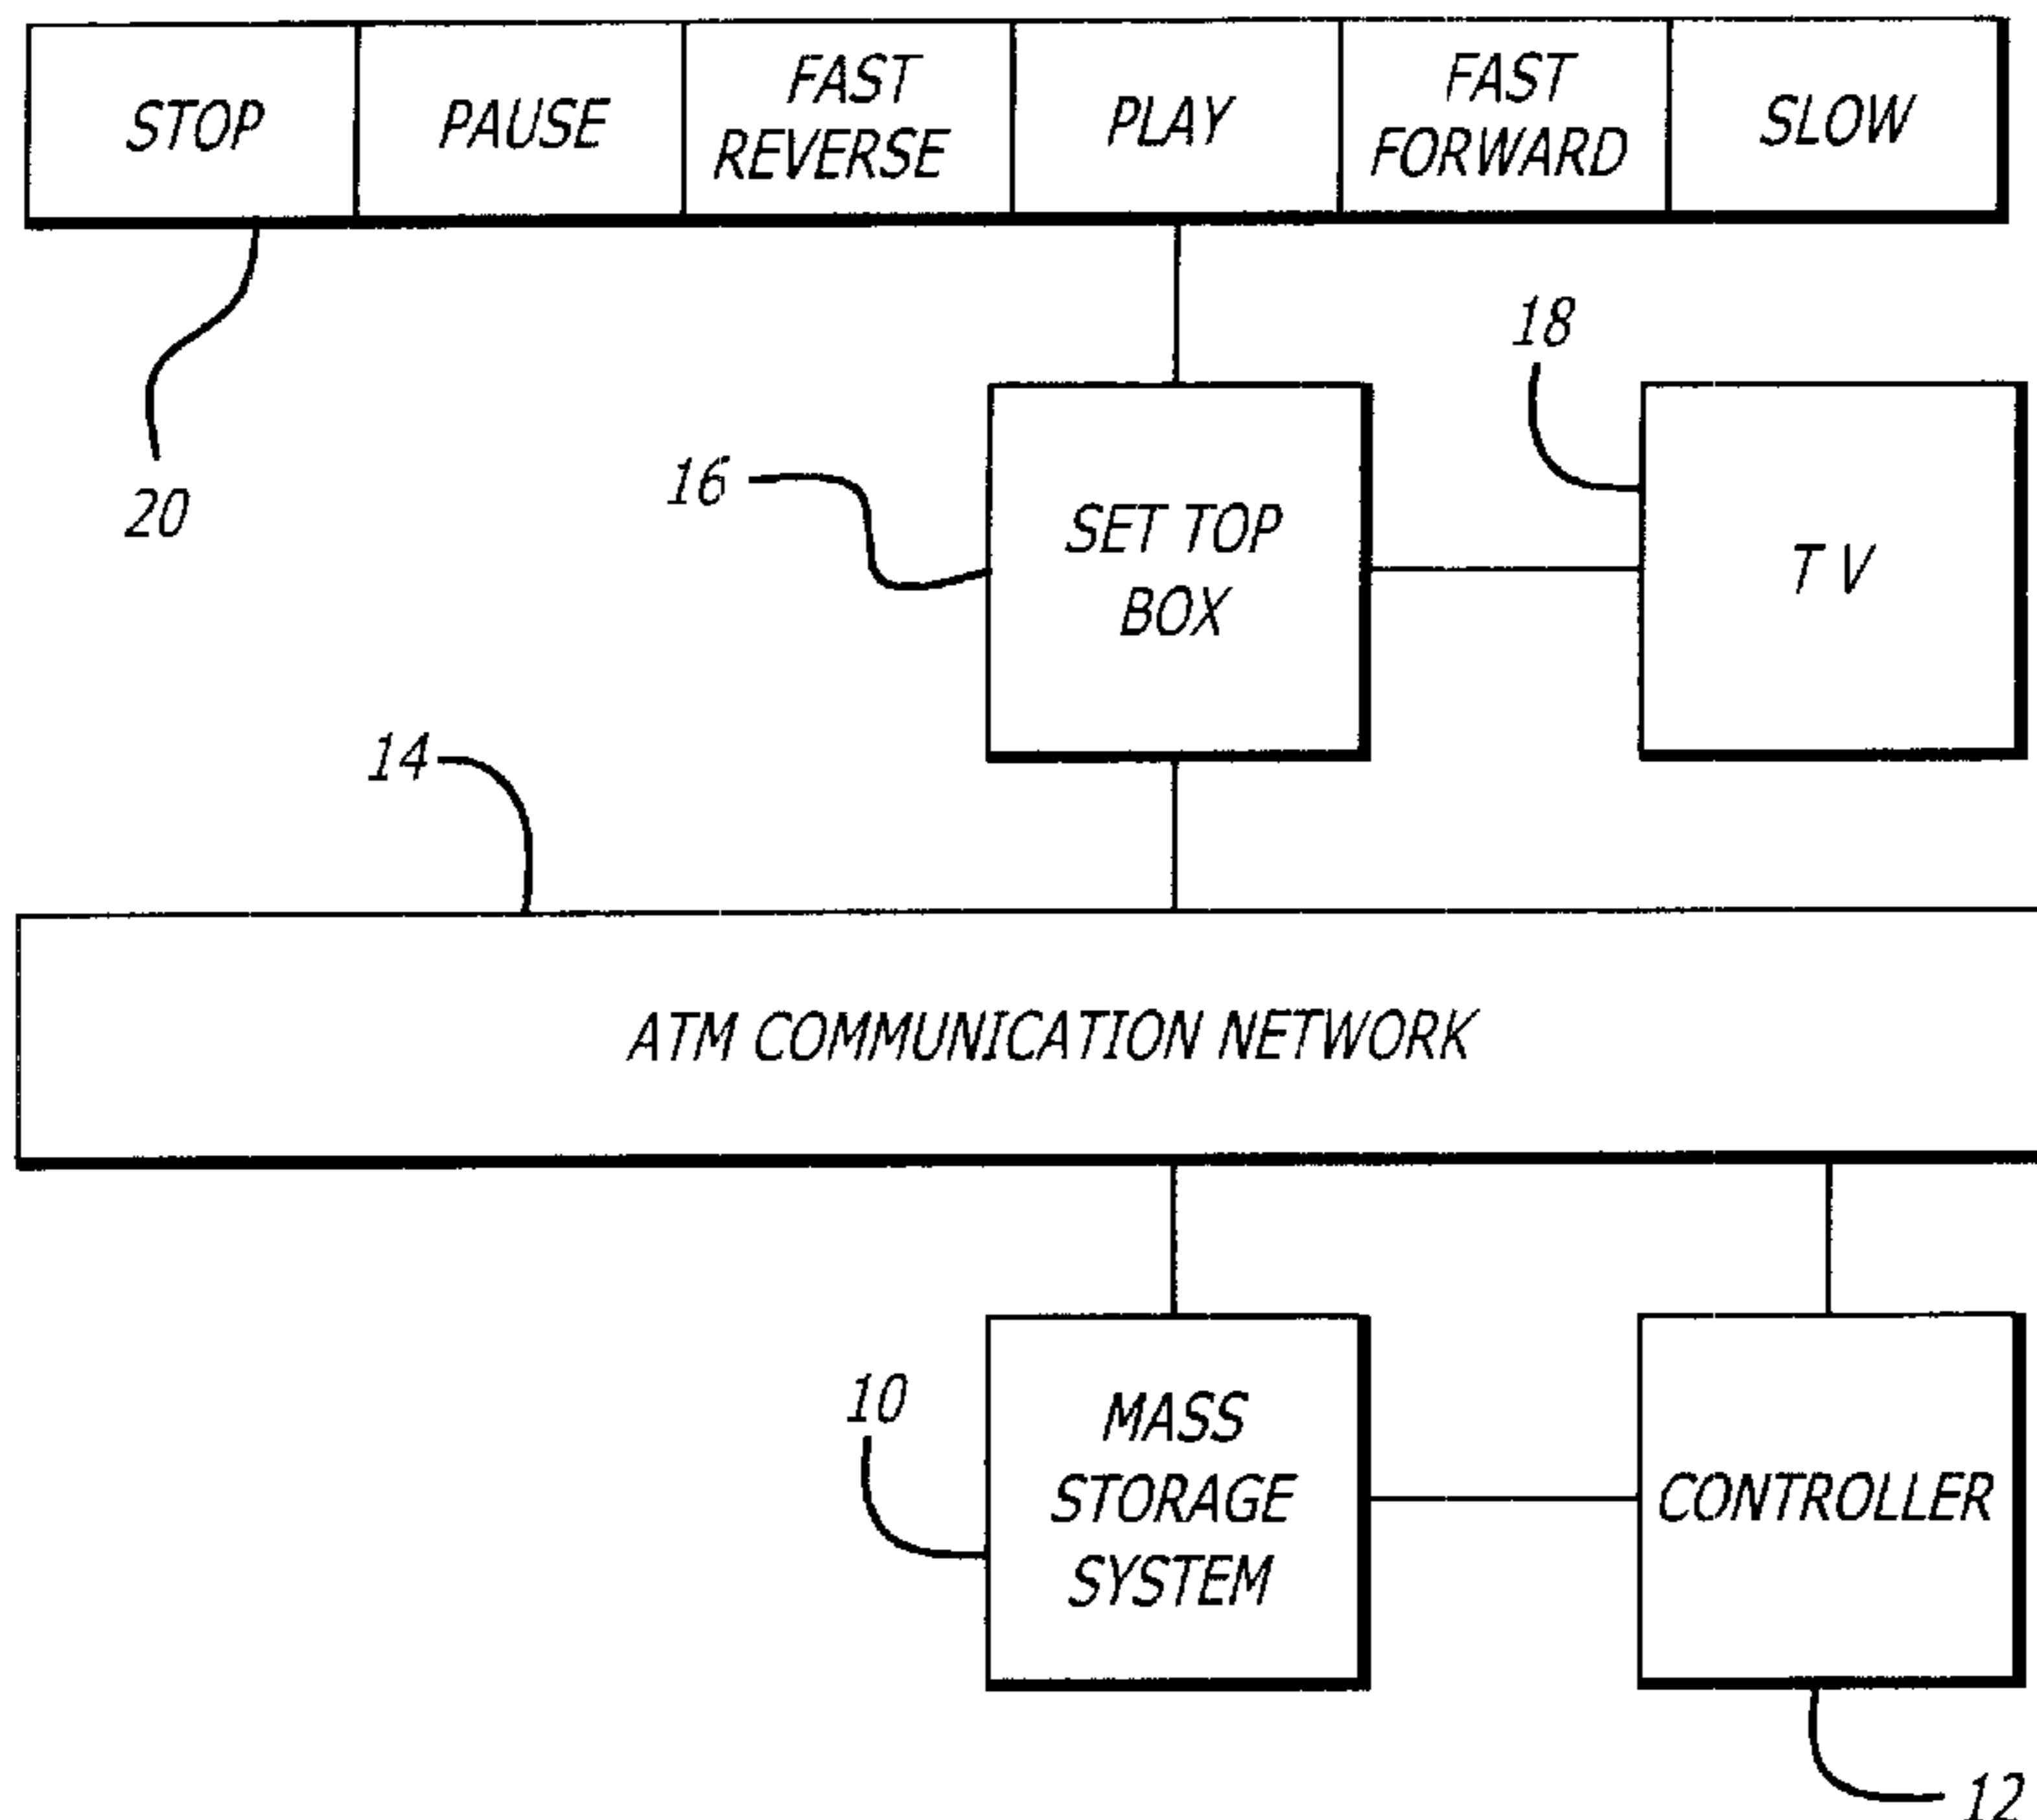 STOP
PAUSE
FAST
REVERSE
PLAY
FAST
FORWARD
SLOW
20
18
16
SET TOP
BOX
T V
14
ATM COMMUNICATION NETWORK
10
MASS
STORAGE
SYSTEM
CONTROLLER
12